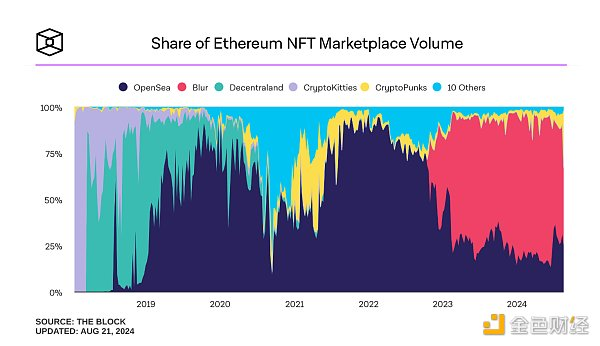 Share of Ethereum NFT Marketplace Volume
OpenSea Blur Decentraland CryptoKitties CryptoPunks 10 Others
100%
75%
50%
25%
0%
2019 2020 2021 2022 2023 2024
SOURCE: THE BLOCK
UPDATED: AUG 21, 2024
金色财经